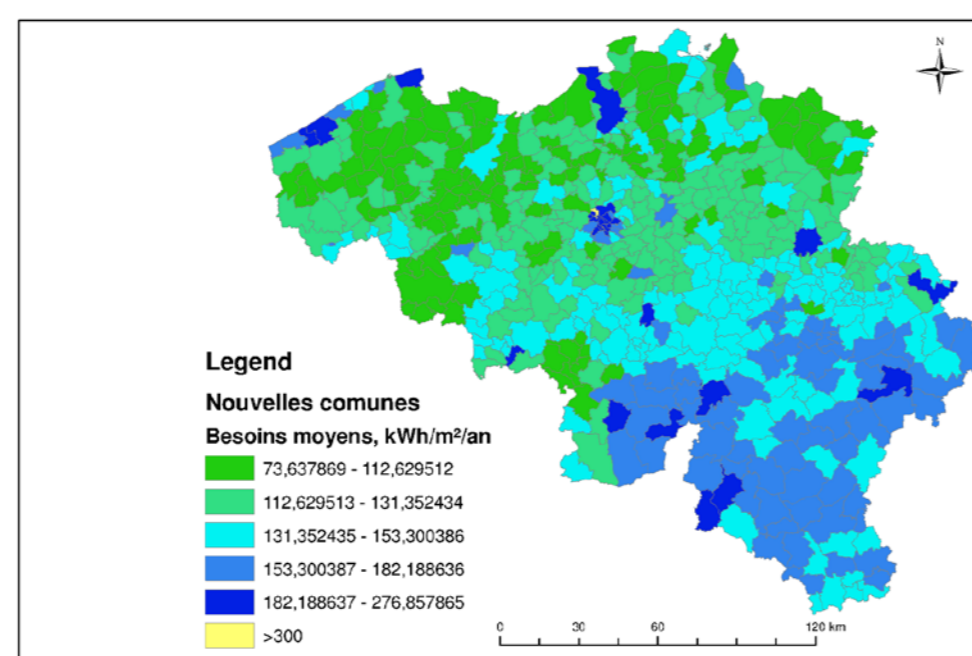 N
Legend
Nouvelles comunes
Besoins moyens, kWh/m²/an
73,637869 - 112,629512
112,629513 - 131,352434
131,352435 - 153,300386
153,300387 - 182,188636
182,188637 - 276,857865
>300
0 30 60 120 km